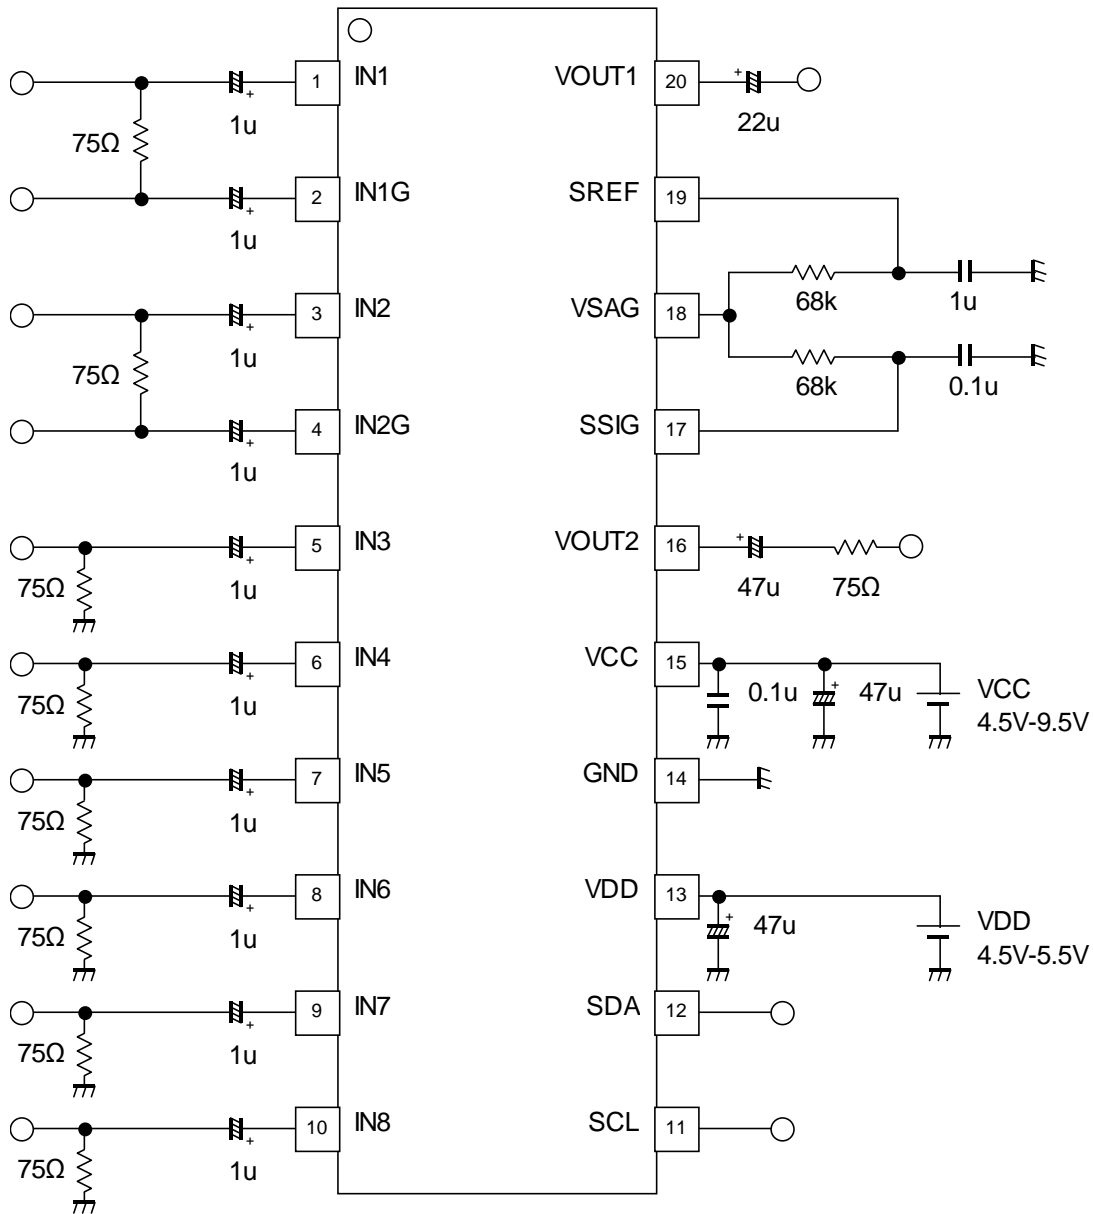 1 IN1
VOUT1 20
75Ω
1u
22u
2 IN1G
SREF 19
1u
68k
1u
3 IN2
VSAG 18
75Ω
1u
68k
0.1u
4 IN2G
SSIG 17
1u
5 IN3
VOUT2 16
75Ω
1u
47u
75Ω
6 IN4
VCC 15
75Ω
1u
0.1u
47u
VCC
4.5V-9.5V
7 IN5
GND 14
75Ω
1u
8 IN6
VDD 13
75Ω
1u
47u
VDD
4.5V-5.5V
9 IN7
SDA 12
75Ω
1u
10 IN8
SCL 11
75Ω
1u